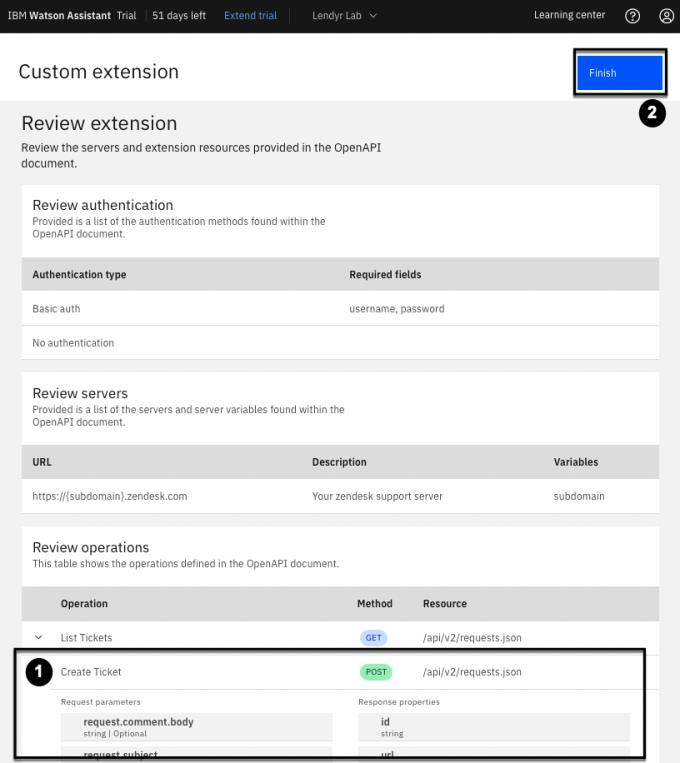 IBM Watson Assistant Trial 51 days left Extend trial Lendyr Lab Learning center
Custom extension
Finish
2
Review extension
Review the servers and extension resources provided in the OpenAPI
document.
Review authentication
Provided is a list of the authentication methods found within the
OpenAPI document.
Authentication type Required fields
Basic auth username, password
No authentication
Review servers
Provided is a list of the servers and server variables found within the
OpenAPI document.
URL Description Variables
https://{subdomain}.zendesk.com Your zendesk support server subdomain
Review operations
This table shows the operations defined in the OpenAPI document.
Operation Method Resource
List Tickets GET /api/v2/requests.json
1 Create Ticket POST /api/v2/requests.json
Request parameters Response properties
request.comment.body id
string | Optional string
request.subject url